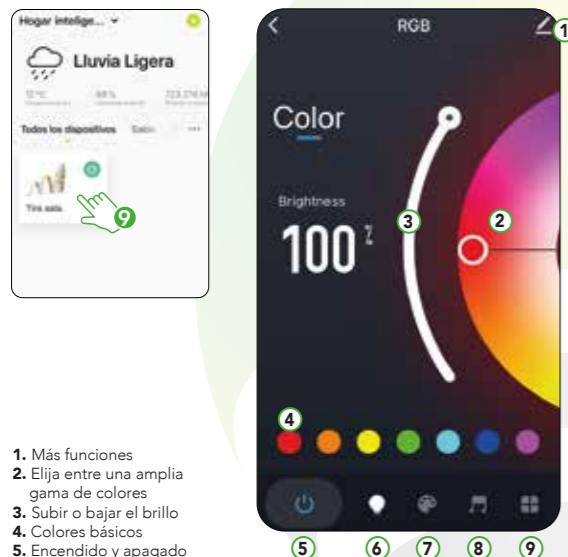 Hogar intelige...
Lluvia Ligera
12°C
88%
Todos los dispositivos Salón ...
Tira sala
9
RGB
1
Color
Brightness
100 %
3
2
4
5
6
7
8
9
1. Más funciones
2. Elija entre una amplia
gama de colores
3. Subir o bajar el brillo
4. Colores básicos
5. Encendido y apagado